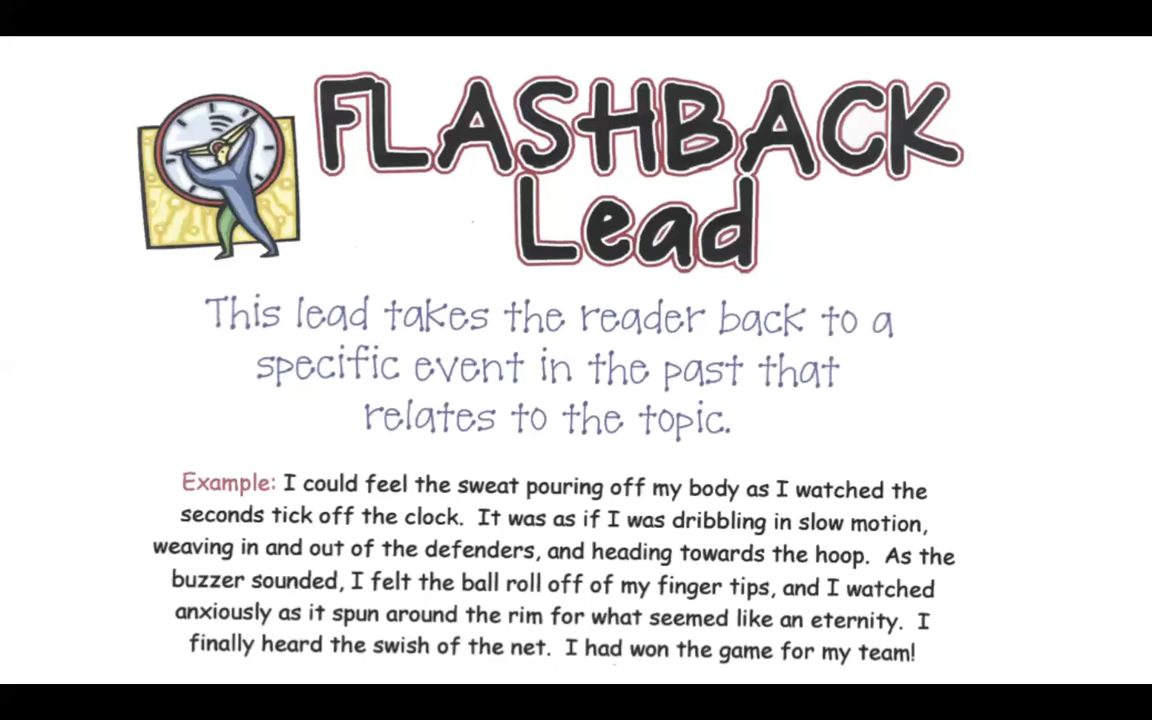 FLASHBACK
Lead
This lead takes the reader back to a
specific event in the past that
relates to the topic.
Example: I could feel the sweat pouring off my body as I watched the
seconds tick off the clock. It was as if I was dribbling in slow motion,
weaving in and out of the defenders, and heading towards the hoop. As the
buzzer sounded, I felt the ball roll off of my finger tips, and I watched
anxiously as it spun around the rim for what seemed like an eternity. I
finally heard the swish of the net. I had won the game for my team!